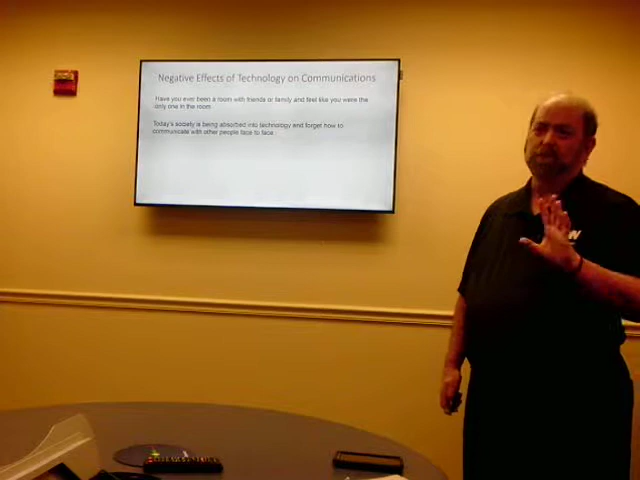 Negative Effects of Technology on Communications
Have you ever been a room with friends or family and feel like you were the
only one in the room.
Today's society is being absorbed into technology and forget how to
communicate with other people face to face.